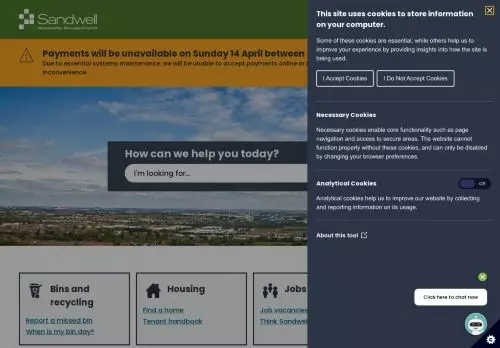 Sandwell
Metropolitan Borough Council
Payments will be unavailable on Sunday 14 April between
Due to essential systems maintenance, we will be unable to accept payments online or
inconvenience.
How can we help you today?
I'm looking for...
Bins and
recycling
Report a missed bin
When is my bin day?
Housing
Find a home
Tenant handbook
Jobs
Job vacancies
Think Sandwell
This site uses cookies to store information
on your computer.
Some of these cookies are essential, while others help us to
improve your experience by providing insights into how the site is
being used.
I Accept Cookies
I Do Not Accept Cookies
Necessary Cookies
Necessary cookies enable core functionality such as page
navigation and access to secure areas. The website cannot
function properly without these cookies, and can only be disabled
by changing your browser preferences.
Analytical Cookies
Off
Analytical cookies help us to improve our website by collecting
and reporting information on its usage.
About this tool
Click here to chat now